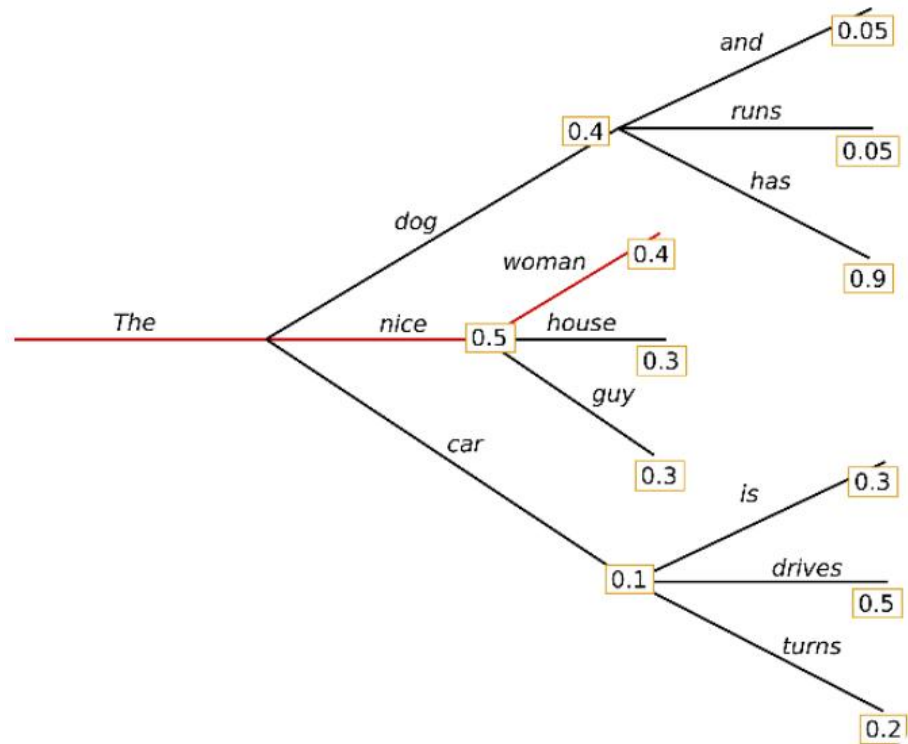 and
0.05
runs
0.4
0.05
has
dog
0.9
woman
0.4
The
nice
0.5
house
0.3
guy
0.3
car
is
0.3
0.1
drives
0.5
turns
0.2